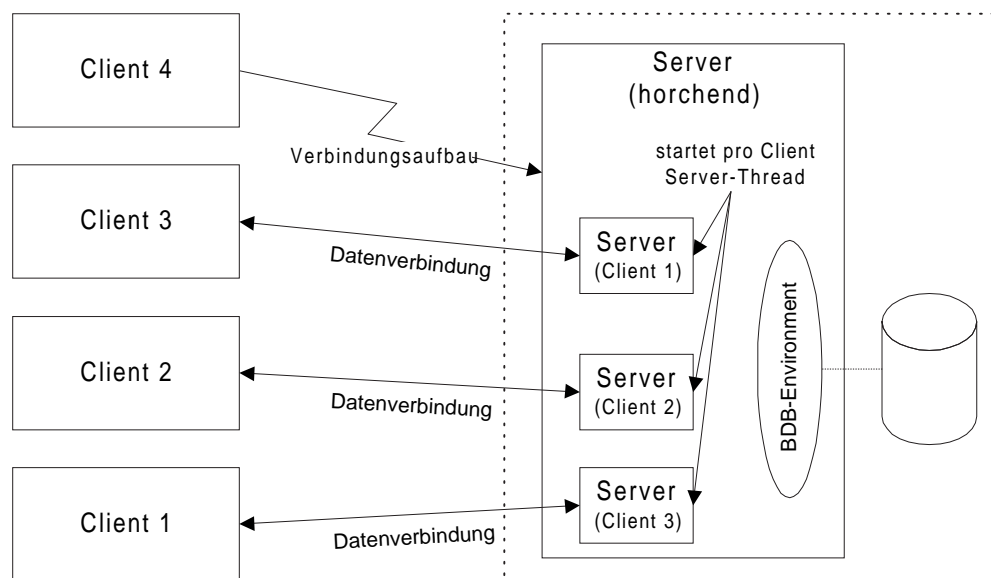 Client 4
Server
(horchend)
Verbindungsaufbau
startet pro Client
Server-Thread
Client 3
Datenverbindung
Server
(Client 1)
Client 2
Datenverbindung
Server
(Client 2)
BDB-Environment
Client 1
Datenverbindung
Server
(Client 3)